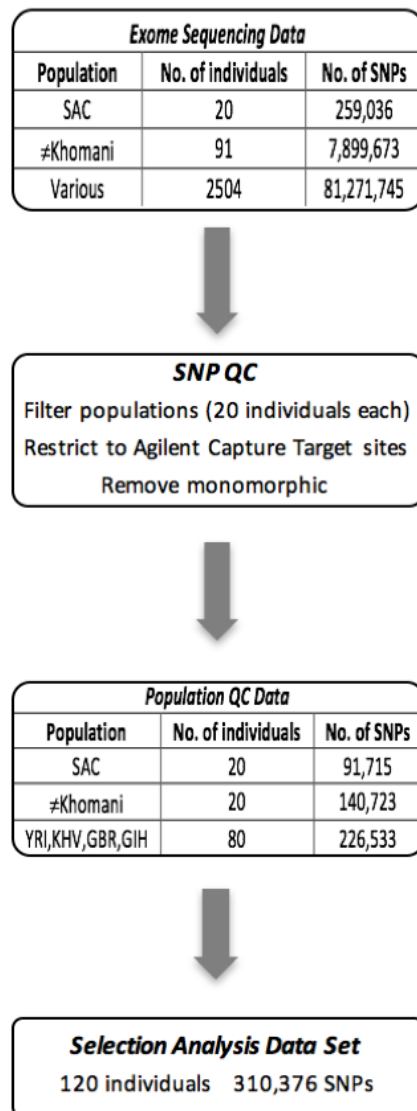 Exome Sequencing Data
Population No. of individuals No. of SNPs
SAC 20 259,036
≠Khomani 91 7,899,673
Various 2504 81,271,745
SNP QC
Filter populations (20 individuals each)
Restrict to Agilent Capture Target sites
Remove monomorphic
Population QC Data
Population No. of individuals No. of SNPs
SAC 20 91,715
≠Khomani 20 140,723
YRI,KHV,GBR,GIH 80 226,533
Selection Analysis Data Set
120 individuals 310,376 SNPs